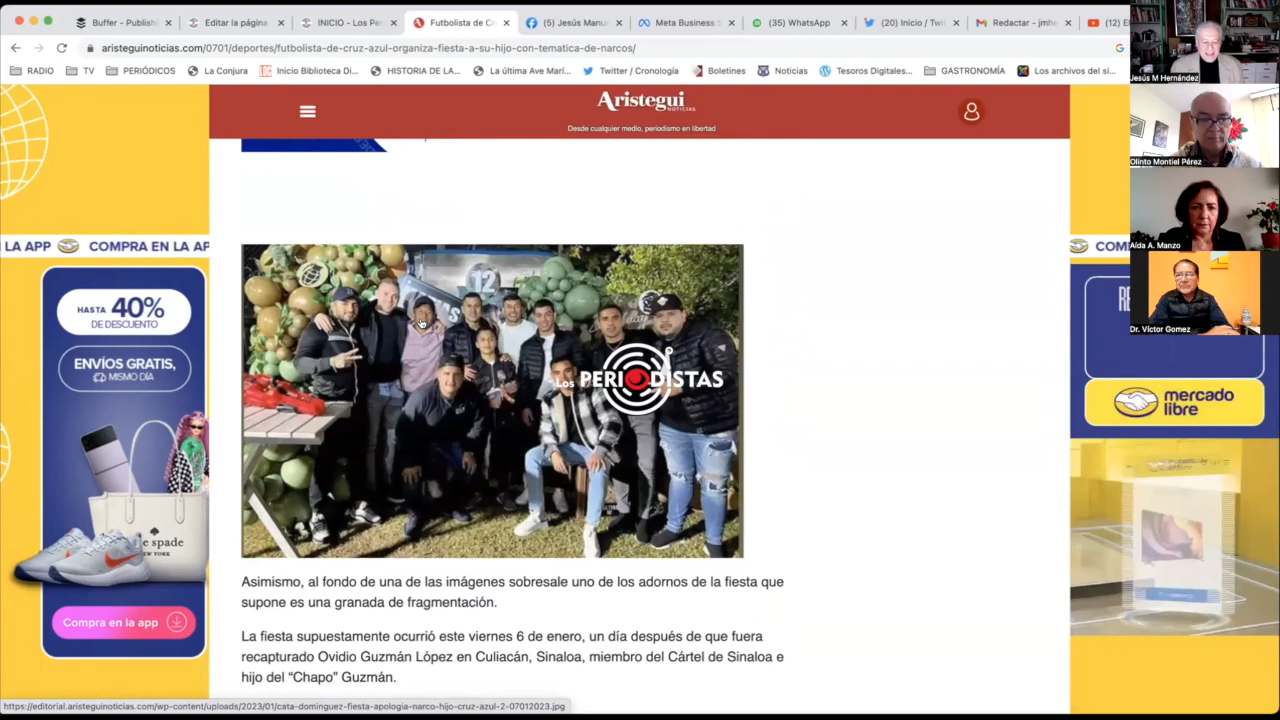 Buffer - Publishi
Editar la página
INICIO - Los Per
Futbolista de Cr
(5) Jesús Manue
Meta Business S
(35) WhatsApp
(20) Inicio / Twi
Redactar - jmhe
aristeguinoticias.com/0701/deportes/futbolista-de-cruz-azul-organiza-fiesta-a-su-hijo-con-tematica-de-narcos/
RADIO
TV
PERIÓDICOS
La Conjura
Inicio Biblioteca Di...
HISTORIA DE LA...
La última Ave Marí...
Twitter / Cronología
Boletines
Noticias
Tesoros Digitales...
GASTRONOMÍA
Los archivos del si...
Aristegui
NOTICIAS
Desde cualquier medio, periodismo en libertad
Jesús M Hernández
Olinto Montiel Pérez
Aída A. Manzo
Dr. Víctor Gomez
LA APP
COMPRA EN LA AP
COM
HASTA 40%
DE DESCUENTO
ENVÍOS GRATIS,
MISMO DÍA
spade
NEW YORK
Compra en la app
mercado
libre
12
Los PERIODISTAS
Asimismo, al fondo de una de las imágenes sobresale uno de los adornos de la fiesta que
supone es una granada de fragmentación.
La fiesta supuestamente ocurrió este viernes 6 de enero, un día después de que fuera
recapturado Ovidio Guzmán López en Culiacán, Sinaloa, miembro del Cártel de Sinaloa e
hijo del “Chapo” Guzmán.
https://editorial.aristeguinoticias.com/wp-content/uploads/2023/01/cata-dominguez-fiesta-apologia-narco-hijo-cruz-azul-2-07012023.jpg